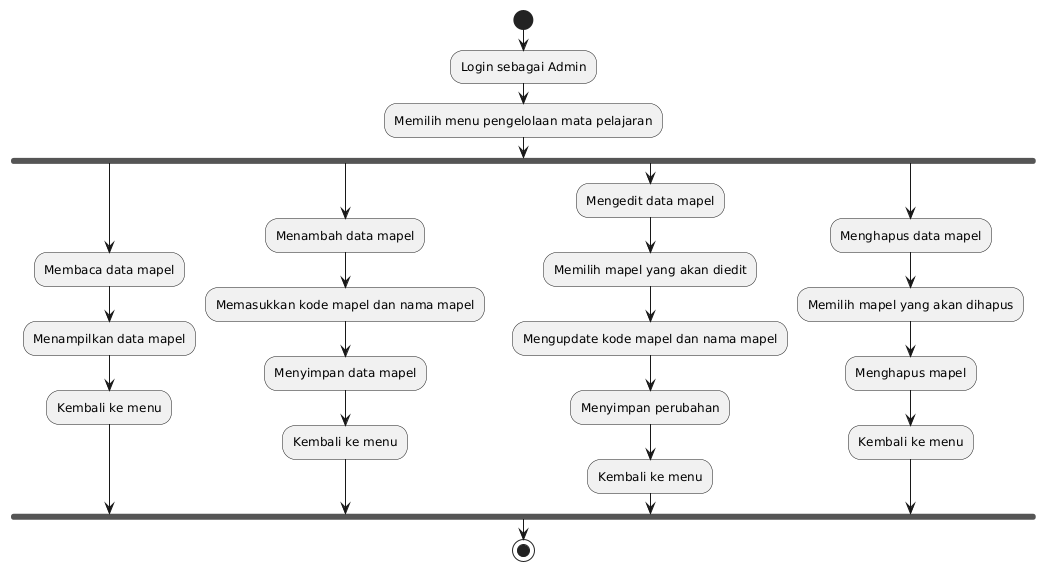 Login sebagai Admin
Memilih menu pengelolaan mata pelajaran
Membaca data mapel
Menampilkan data mapel
Kembali ke menu
Menambah data mapel
Memasukkan kode mapel dan nama mapel
Menyimpan data mapel
Kembali ke menu
Mengedit data mapel
Memilih mapel yang akan diedit
Mengupdate kode mapel dan nama mapel
Menyimpan perubahan
Kembali ke menu
Menghapus data mapel
Memilih mapel yang akan dihapus
Menghapus mapel
Kembali ke menu